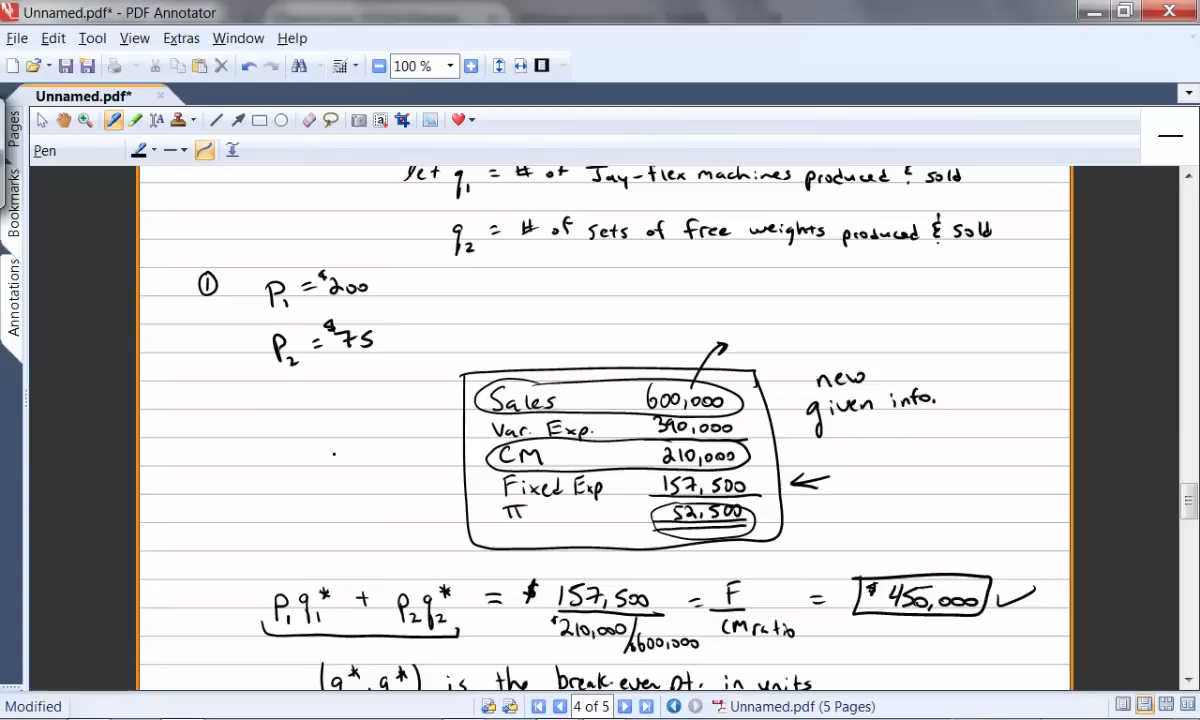 Unnamed.pdf* - PDF Annotator
File Edit Tool View Extras Window Help
100 %
Unnamed.pdf*
Pen
Pages
Bookmarks
Annotations
let q1 = # of Jay-flex machines produced & sold
q2 = # of sets of free weights produced & sold
① P1 = $200
P2 = $75
Sales 600,000
Var. Exp. 390,000
CM 210,000
Fixed Exp 157,500
π 52,500
new
given info.
P1q1* + P2q2* = $157,500 / $210,000/600,000 = F / CM ratio = $450,000 ✓
(q*, q*) is the break-even pt. in units
Modified
4 of 5
Unnamed.pdf (5 Pages)